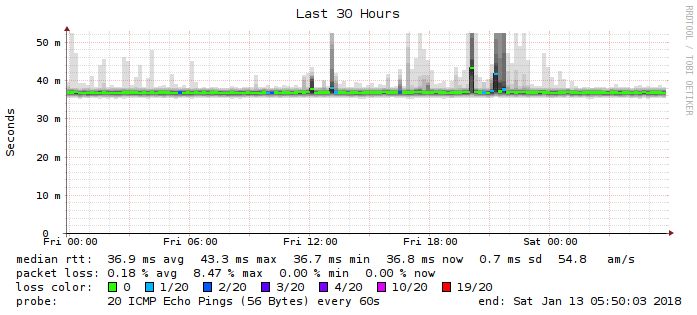 Last 30 Hours
RRDTOOL / TOBI OETIKER
Seconds
50 m
40 m
30 m
20 m
10 m
0
Fri 00:00 Fri 06:00 Fri 12:00 Fri 18:00 Sat 00:00
median rtt: 36.9 ms avg 43.3 ms max 36.7 ms min 36.8 ms now 0.7 ms sd 54.8 am/s
packet loss: 0.18 % avg 8.47 % max 0.00 % min 0.00 % now
loss color: 0 1/20 2/20 3/20 4/20 10/20 19/20
probe: 20 ICMP Echo Pings (56 Bytes) every 60s end: Sat Jan 13 05:50:03 2018